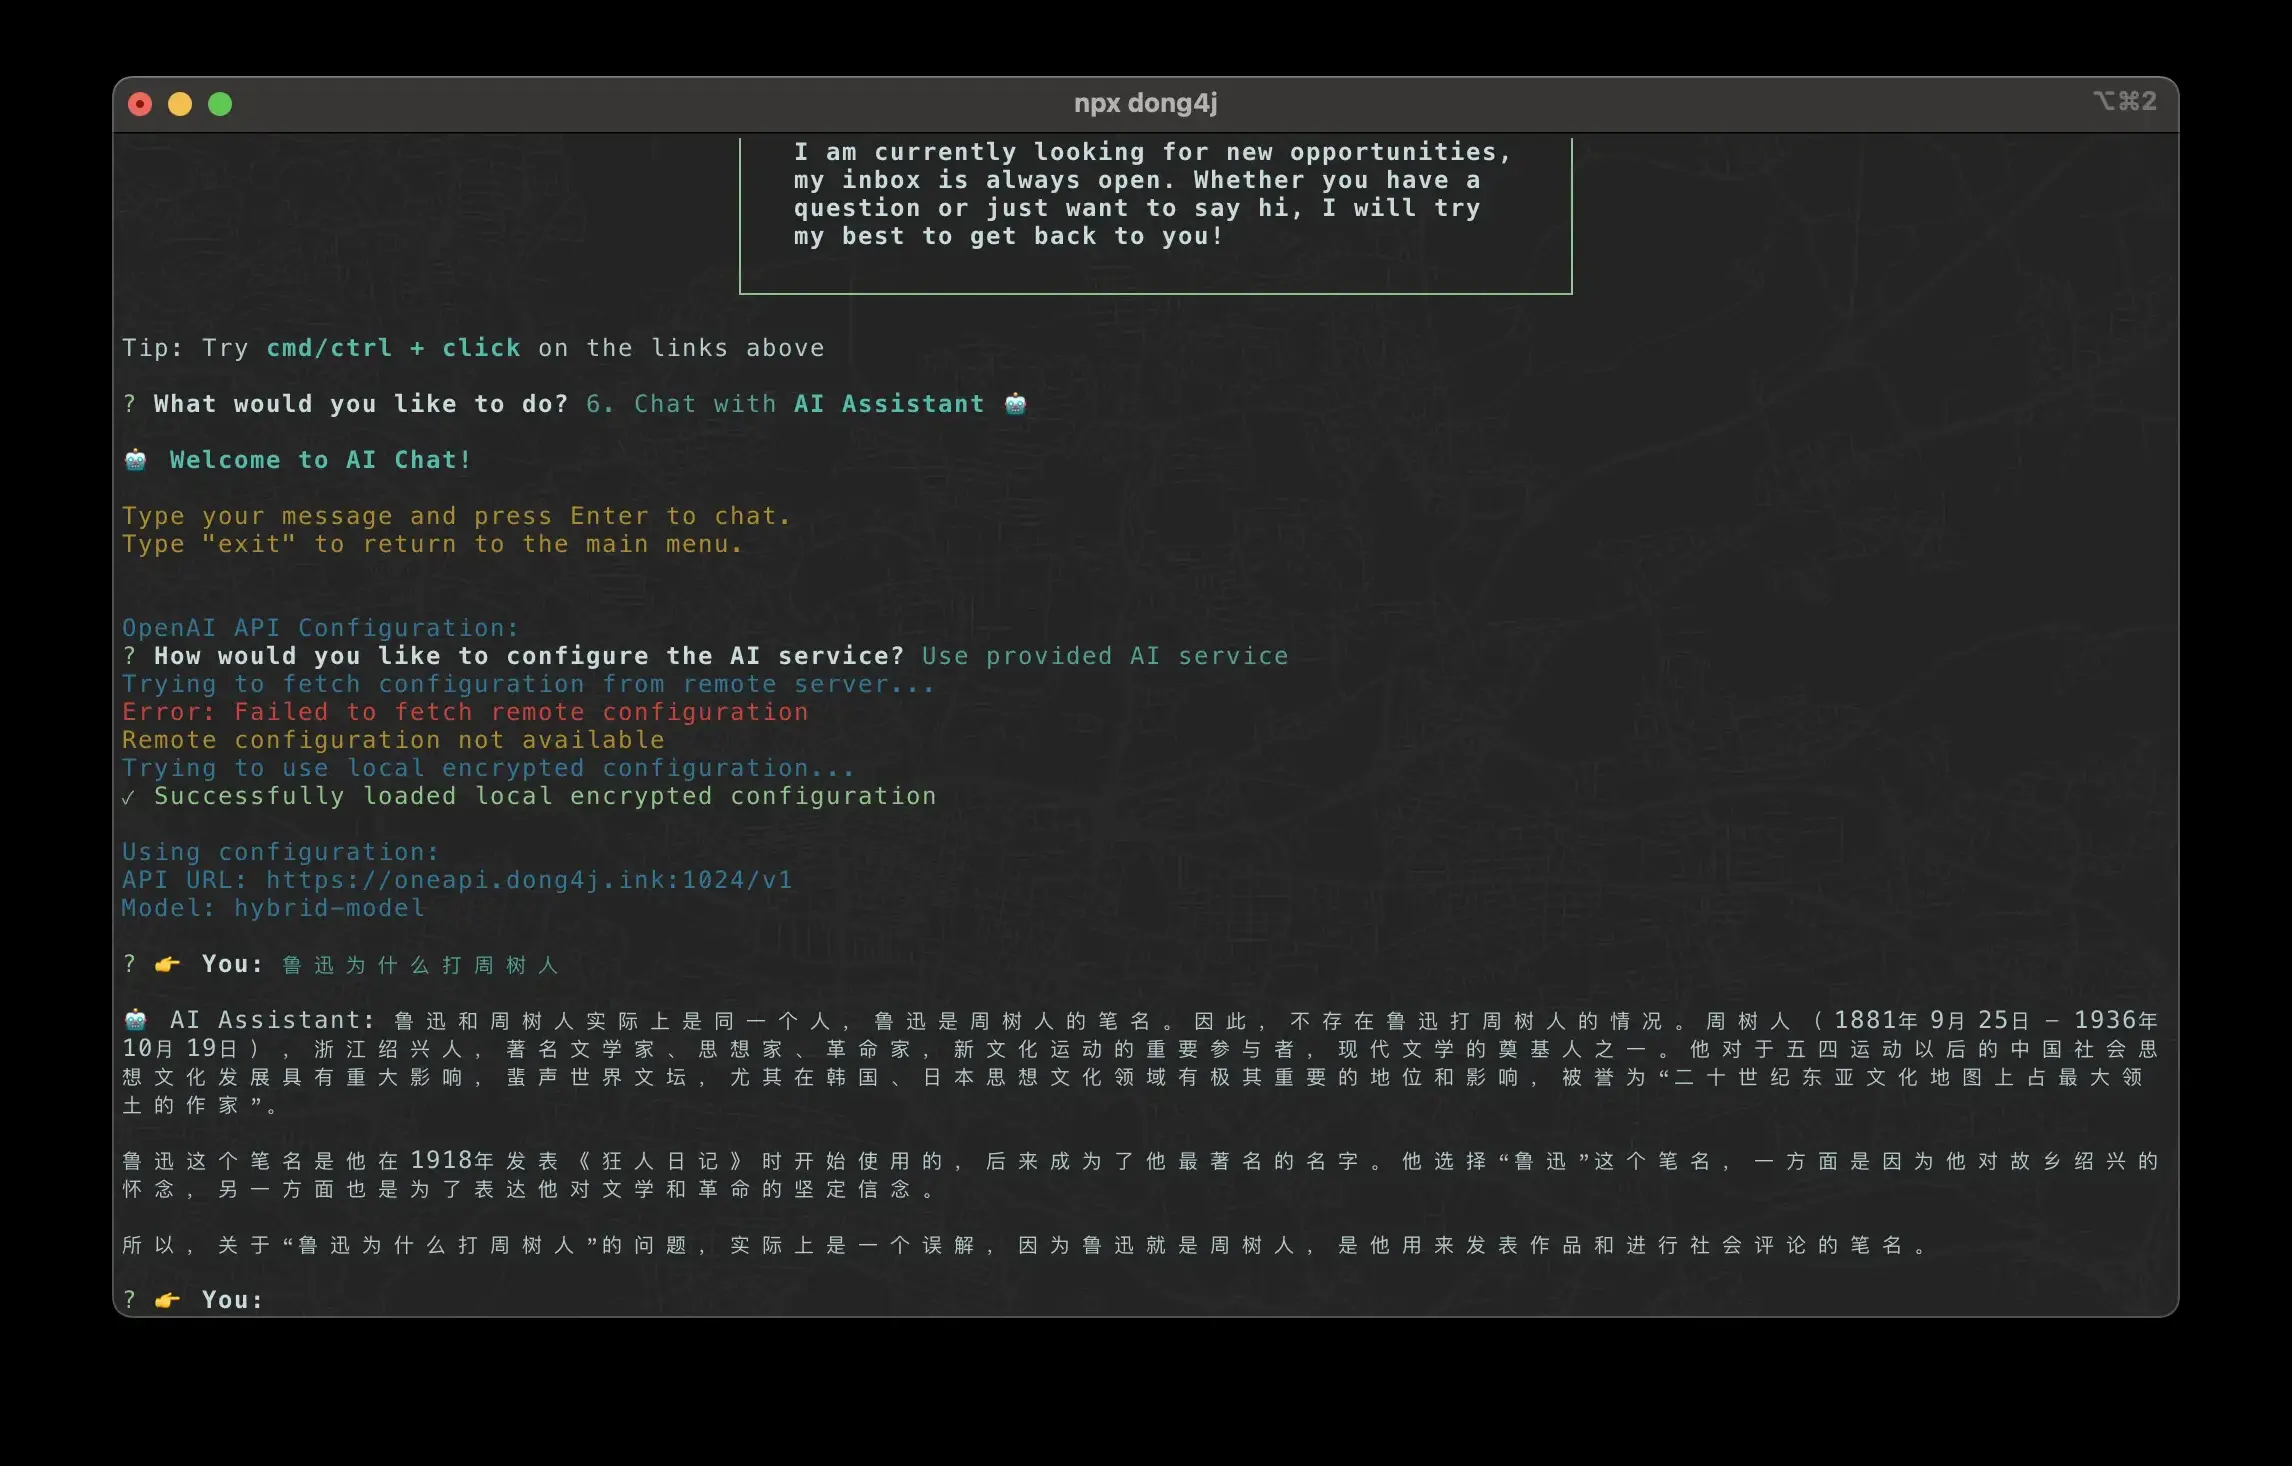 npx dong4j
⌥⌘2
I am currently looking for new opportunities,
my inbox is always open. Whether you have a
question or just want to say hi, I will try
my best to get back to you!
Tip: Try cmd/ctrl + click on the links above
? What would you like to do? 6. Chat with AI Assistant 🤖
🤖 Welcome to AI Chat!
Type your message and press Enter to chat.
Type "exit" to return to the main menu.
OpenAI API Configuration:
? How would you like to configure the AI service? Use provided AI service
Trying to fetch configuration from remote server...
Error: Failed to fetch remote configuration
Remote configuration not available
Trying to use local encrypted configuration...
✓ Successfully loaded local encrypted configuration
Using configuration:
API URL: https://oneapi.dong4j.ink:1024/v1
Model: hybrid-model
? 👉 You: 鲁迅为什么打周树人
🤖 AI Assistant: 鲁迅和周树人实际上是同一个人，鲁迅是周树人的笔名。因此，不存在鲁迅打周树人的情况。周树人（1881年9月25日 - 1936年
10月19日），浙江绍兴人，著名文学家、思想家、革命家，新文化运动的重要参与者，现代文学的奠基人之一。他对于五四运动以后的中国社会思
想文化发展具有重大影响，蜚声世界文坛，尤其在韩国、日本思想文化领域有极其重要的地位和影响，被誉为“二十世纪东亚文化地图上占最大领
土的作家”。
鲁迅这个笔名是他在1918年发表《狂人日记》时开始使用的，后来成为了他最著名的名字。他选择“鲁迅”这个笔名，一方面是因为他对故乡绍兴的
怀念，另一方面也是为了表达他对文学和革命的坚定信念。
所以，关于“鲁迅为什么打周树人”的问题，实际上是一个误解，因为鲁迅就是周树人，是他用来发表作品和进行社会评论的笔名。
? 👉 You: